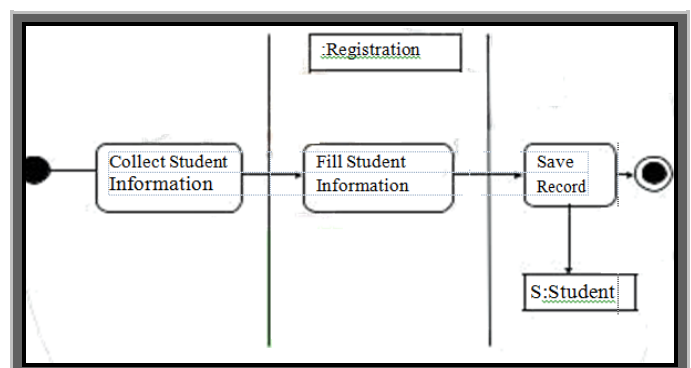 :Registration
Collect Student
Information
Fill Student
Information
Save
Record
S:Student